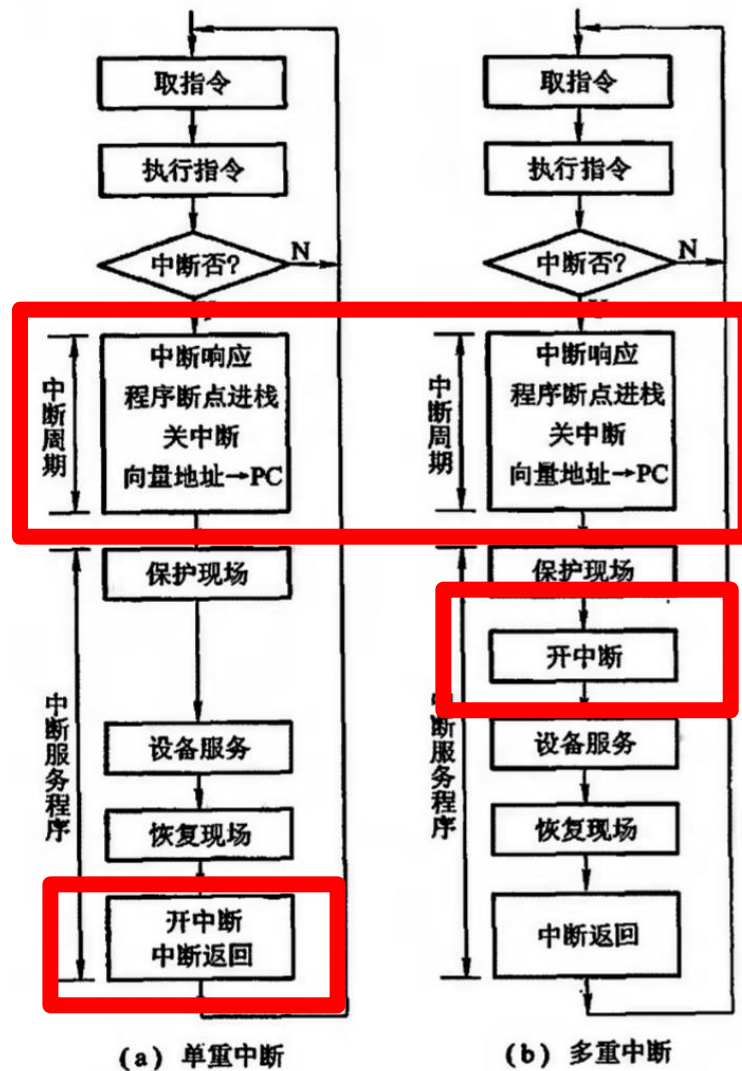 取指令
执行指令
中断否?
N
中断周期
中断响应
程序断点进栈
关中断
向量地址→PC
中断服务程序
保护现场
设备服务
恢复现场
开中断
中断返回
(a) 单重中断
取指令
执行指令
中断否?
N
中断周期
中断响应
程序断点进栈
关中断
向量地址→PC
中断服务程序
保护现场
开中断
设备服务
恢复现场
中断返回
(b) 多重中断